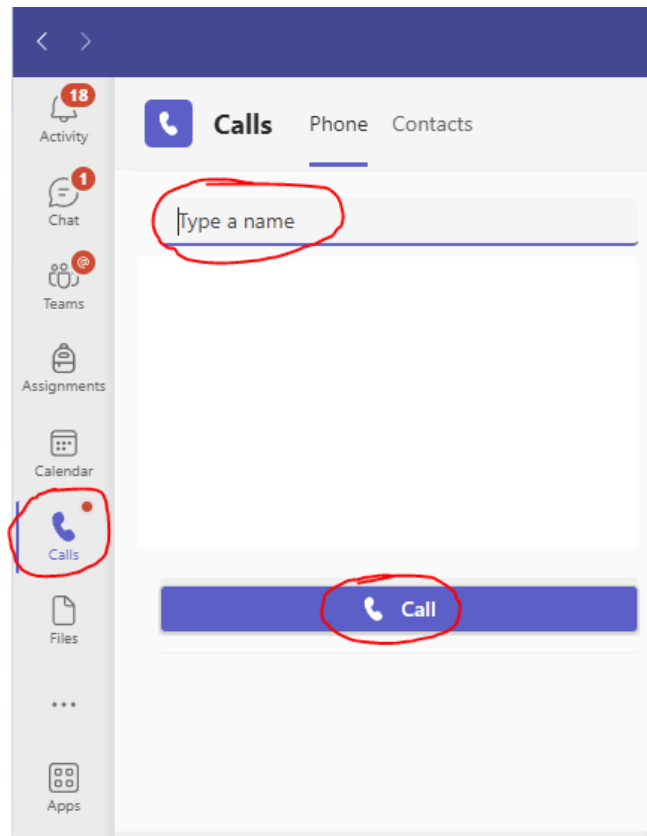 18
Activity
Calls Phone Contacts
1
Chat
Type a name
@
Teams
Assignments
Calendar
Calls
Call
Files
Apps